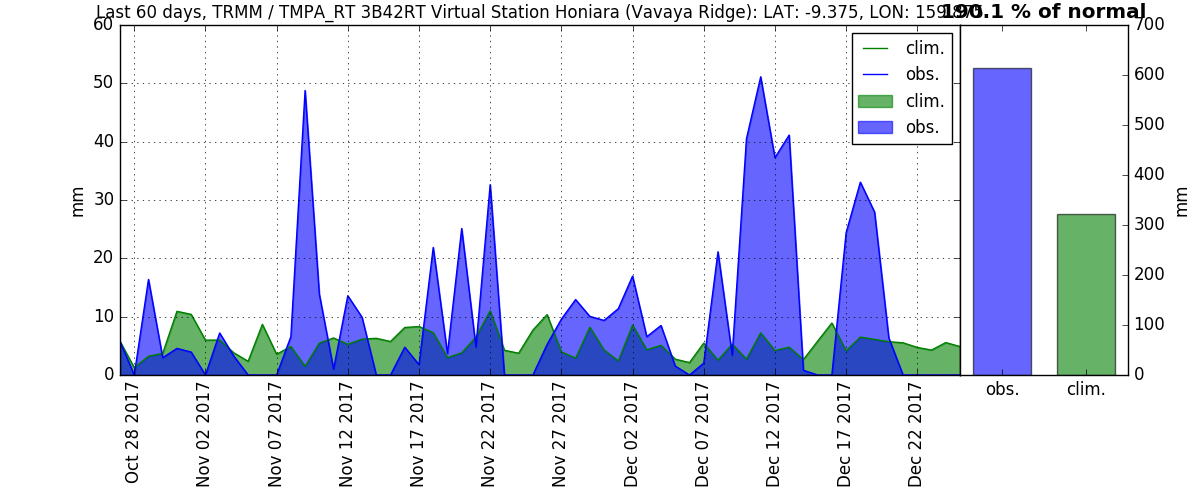 Last 60 days, TRMM / TMPA_RT 3B42RT Virtual Station Honiara (Vavaya Ridge): LAT: -9.375, LON:
190.1 % of normal
60
50
40
30
20
10
0
mm
clim.
obs.
clim.
obs.
Oct 28 2017
Nov 02 2017
Nov 07 2017
Nov 12 2017
Nov 17 2017
Nov 22 2017
Nov 27 2017
Dec 02 2017
Dec 07 2017
Dec 12 2017
Dec 17 2017
Dec 22 2017
700
600
500
400
300
200
100
0
mm
obs.
clim.